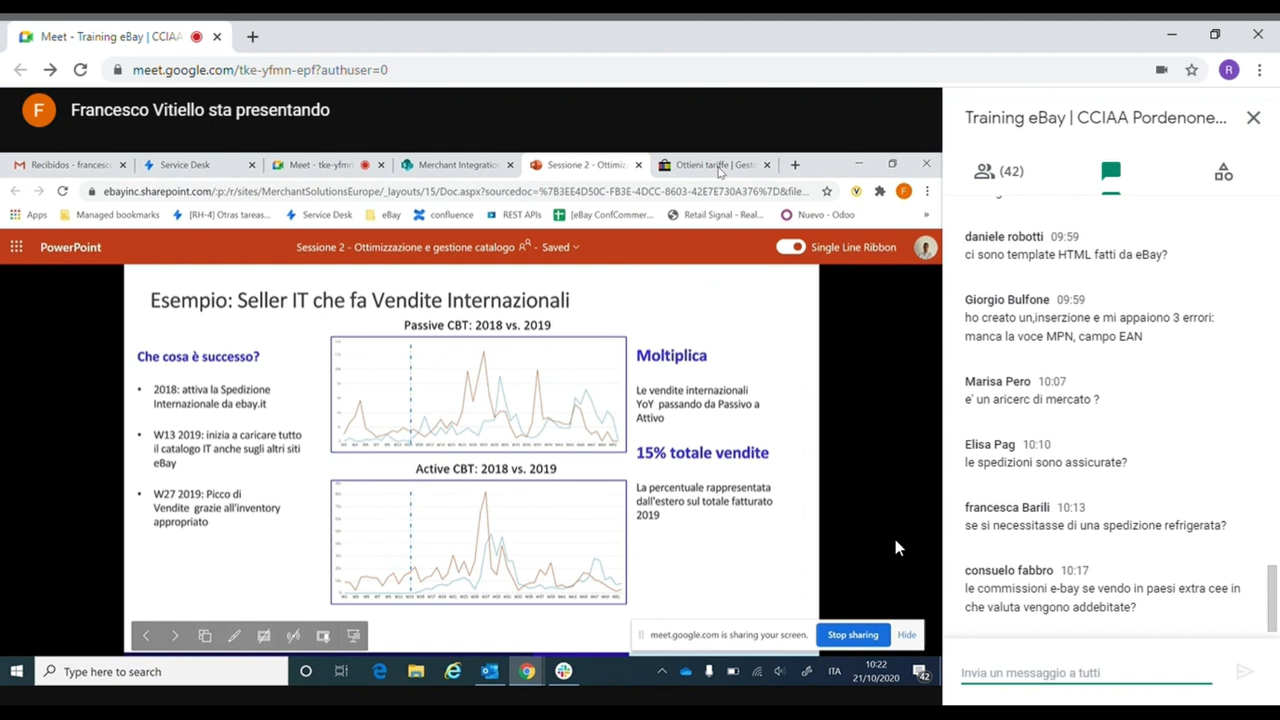 Meet - Training eBay | CCIAA
meet.google.com/tke-yfmn-epf?authuser=0
R
F
Francesco Vitiello sta presentando
Recibidos - frances
Service Desk
Meet - tke-yfmn
Merchant Integratio
Sessione 2 - Ottimiz
Ottieni tariffe | Gest
ebayinc.sharepoint.com/:p:/r/sites/MerchantSolutionsEurope/_layouts/15/Doc.aspx?sourcedoc=%7B3EE4D50C-FB3E-4DCC-8603-42E7E730A376%7D&file...
F
Apps
Managed bookmarks
[RH-4] Otras tareas...
Service Desk
eBay
confluence
REST APIs
[eBay ConfCommer...
Retail Signal - Real...
Nuevo - Odoo
»
PowerPoint
Sessione 2 - Ottimizzazione e gestione catalogo
- Saved
Single Line Ribbon
Esempio: Seller IT che fa Vendite Internazionali
Passive CBT: 2018 vs. 2019
Che cosa è successo?
• 2018: attiva la Spedizione
Internazionale da ebay.it
• W13 2019: inizia a caricare tutto
il catalogo IT anche sugli altri siti
eBay
• W27 2019: Picco di
Vendite grazie all'inventory
appropriato
Active CBT: 2018 vs. 2019
Moltiplica
Le vendite internazionali
YoY passando da Passivo a
Attivo
15% totale vendite
La percentuale rappresentata
dall'estero sul totale fatturato
2019
meet.google.com is sharing your screen.
Stop sharing
Hide
Type here to search
ITA
10:22
21/10/2020
42
Training eBay | CCIAA Pordenone...
(42)
daniele robotti 09:59
ci sono template HTML fatti da eBay?
Giorgio Bulfone 09:59
ho creato un,inserzione e mi appaiono 3 errori:
manca la voce MPN, campo EAN
Marisa Pero 10:07
e' un aricerc di mercato ?
Elisa Pag 10:10
le spedizioni sono assicurate?
francesca Barili 10:13
se si necessitasse di una spedizione refrigerata?
consuelo fabbro 10:17
le commissioni e-bay se vendo in paesi extra cee in
che valuta vengono addebitate?
Invia un messaggio a tutti